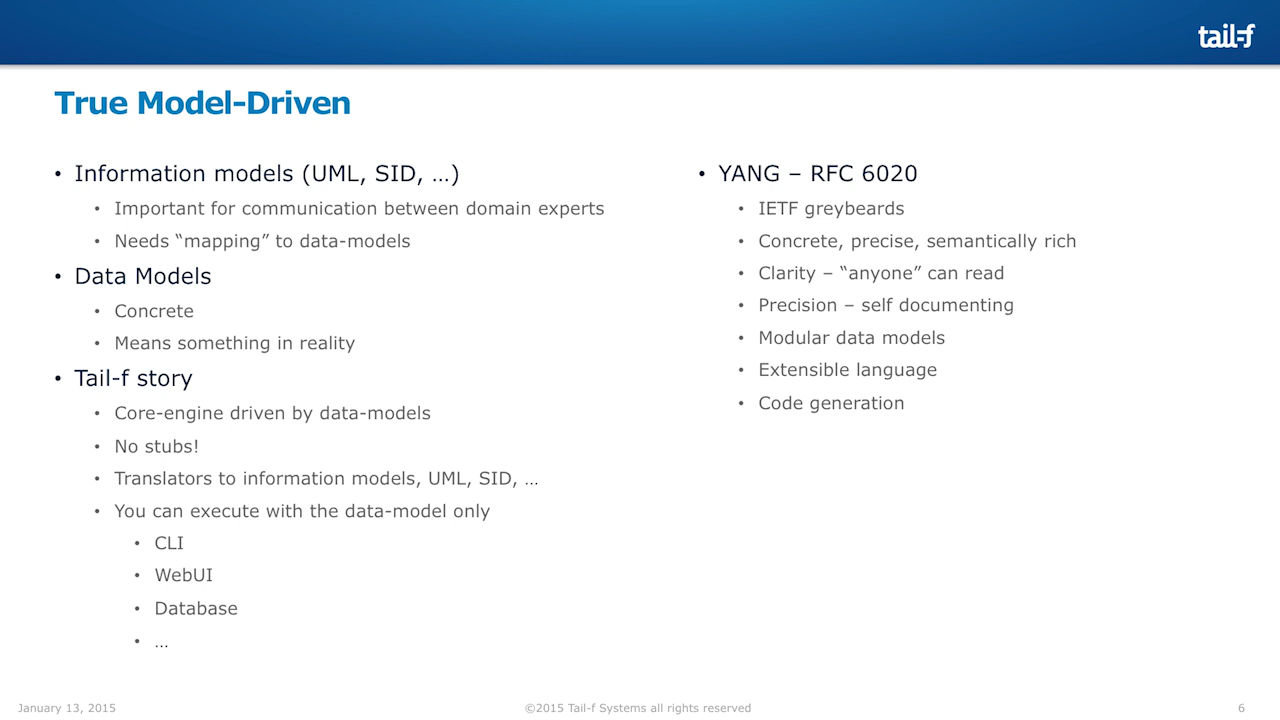 tail-f
True Model-Driven
• Information models (UML, SID, …)
• Important for communication between domain experts
• Needs “mapping” to data-models
• Data Models
• Concrete
• Means something in reality
• Tail-f story
• Core-engine driven by data-models
• No stubs!
• Translators to information models, UML, SID, …
• You can execute with the data-model only
• CLI
• WebUI
• Database
• …
• YANG – RFC 6020
• IETF greybeards
• Concrete, precise, semantically rich
• Clarity – “anyone” can read
• Precision – self documenting
• Modular data models
• Extensible language
• Code generation
January 13, 2015
©2015 Tail-f Systems all rights reserved
6